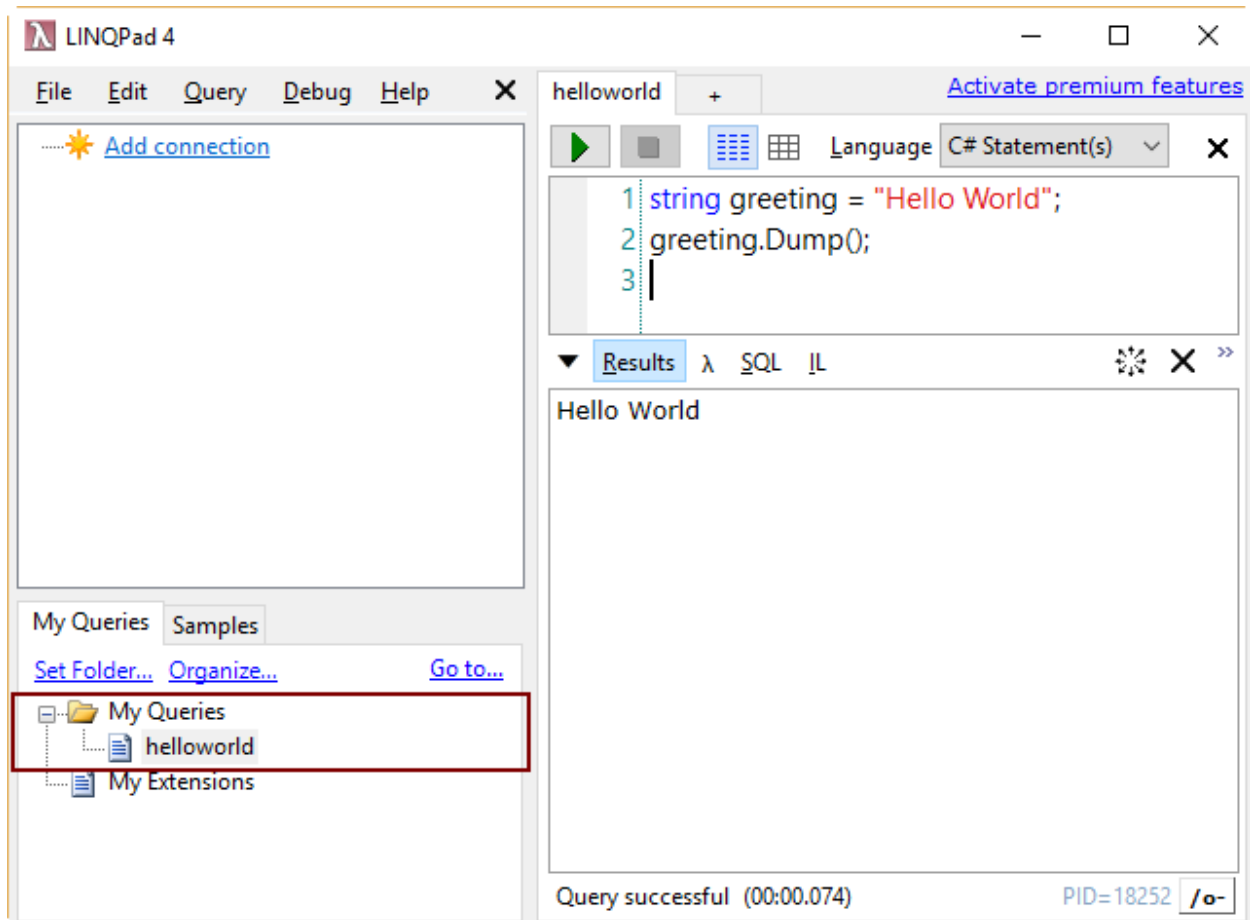 LINQPad 4
File Edit Query Debug Help
Add connection
My Queries Samples
Set Folder... Organize... Go to...
My Queries
helloworld
My Extensions
helloworld + Activate premium features
Language C# Statement(s)
1 string greeting = "Hello World";
2 greeting.Dump();
3
Results λ SQL IL
Hello World
Query successful (00:00.074) PID=18252 /o-